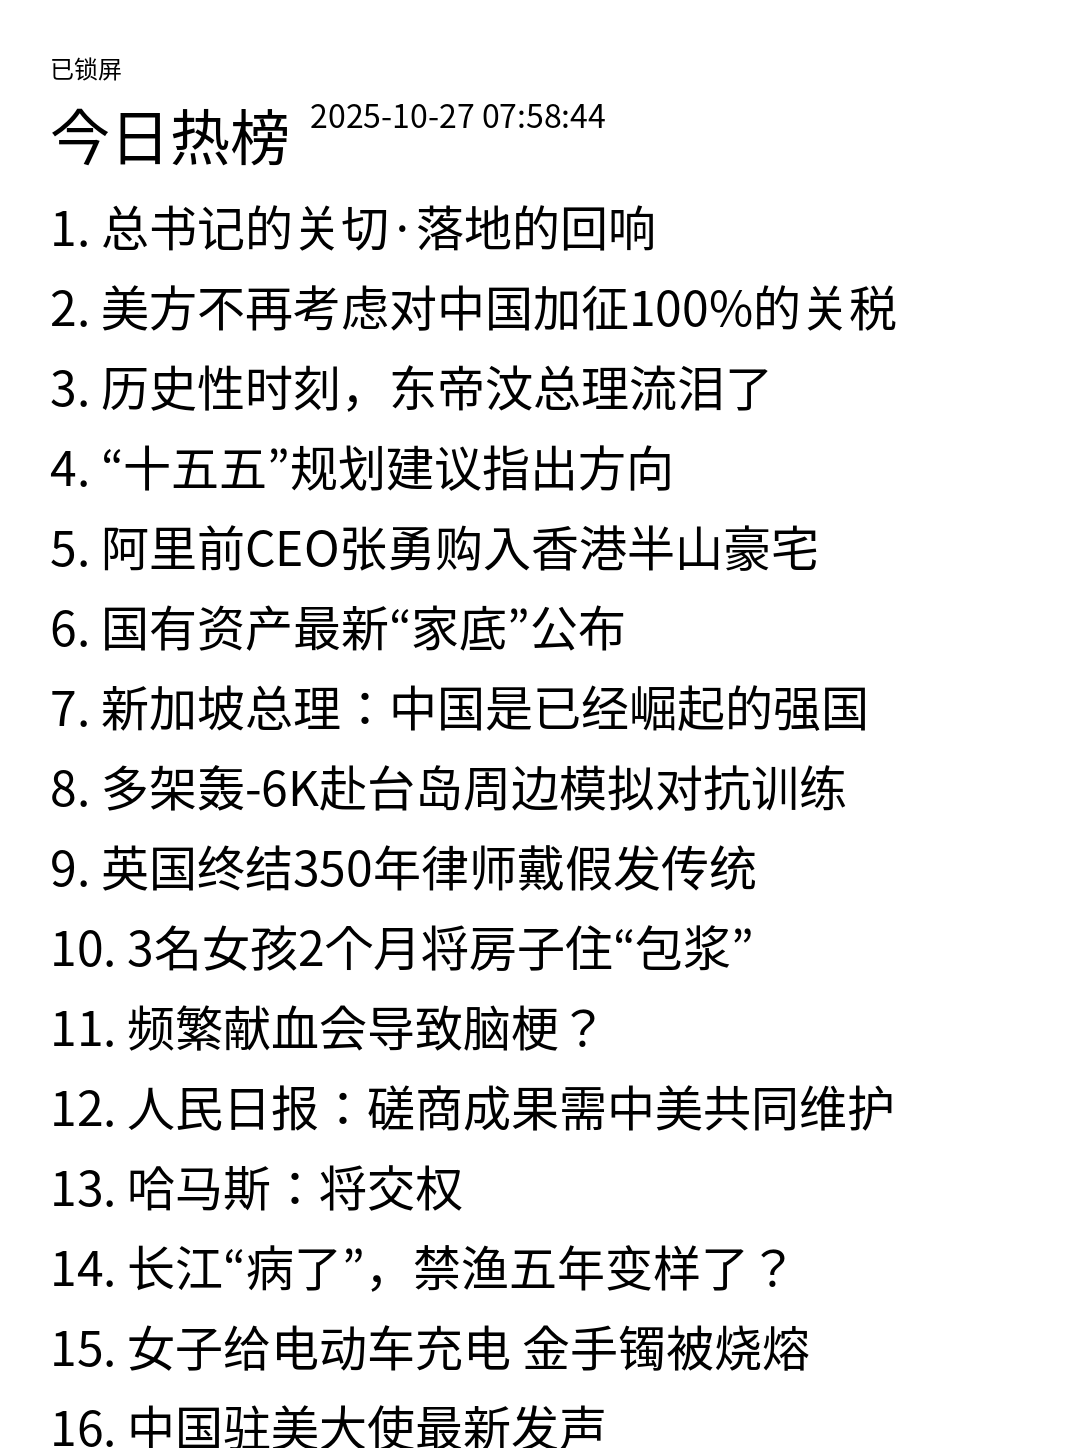 已锁屏
今日热榜 2025-10-27 07:58:44
1. 总书记的关切·落地的回响
2. 美方不再考虑对中国加征100%的关税
3. 历史性时刻，东帝汶总理流泪了
4. “十五五”规划建议指出方向
5. 阿里前CEO张勇购入香港半山豪宅
6. 国有资产最新“家底”公布
7. 新加坡总理：中国是已经崛起的强国
8. 多架轰-6K赴台岛周边模拟对抗训练
9. 英国终结350年律师戴假发传统
10. 3名女孩2个月将房子住“包浆”
11. 频繁献血会导致脑梗？
12. 人民日报：磋商成果需中美共同维护
13. 哈马斯：将交权
14. 长江“病了”，禁渔五年变样了？
15. 女子给电动车充电 金手镯被烧熔
16. 中国驻美大使最新发声